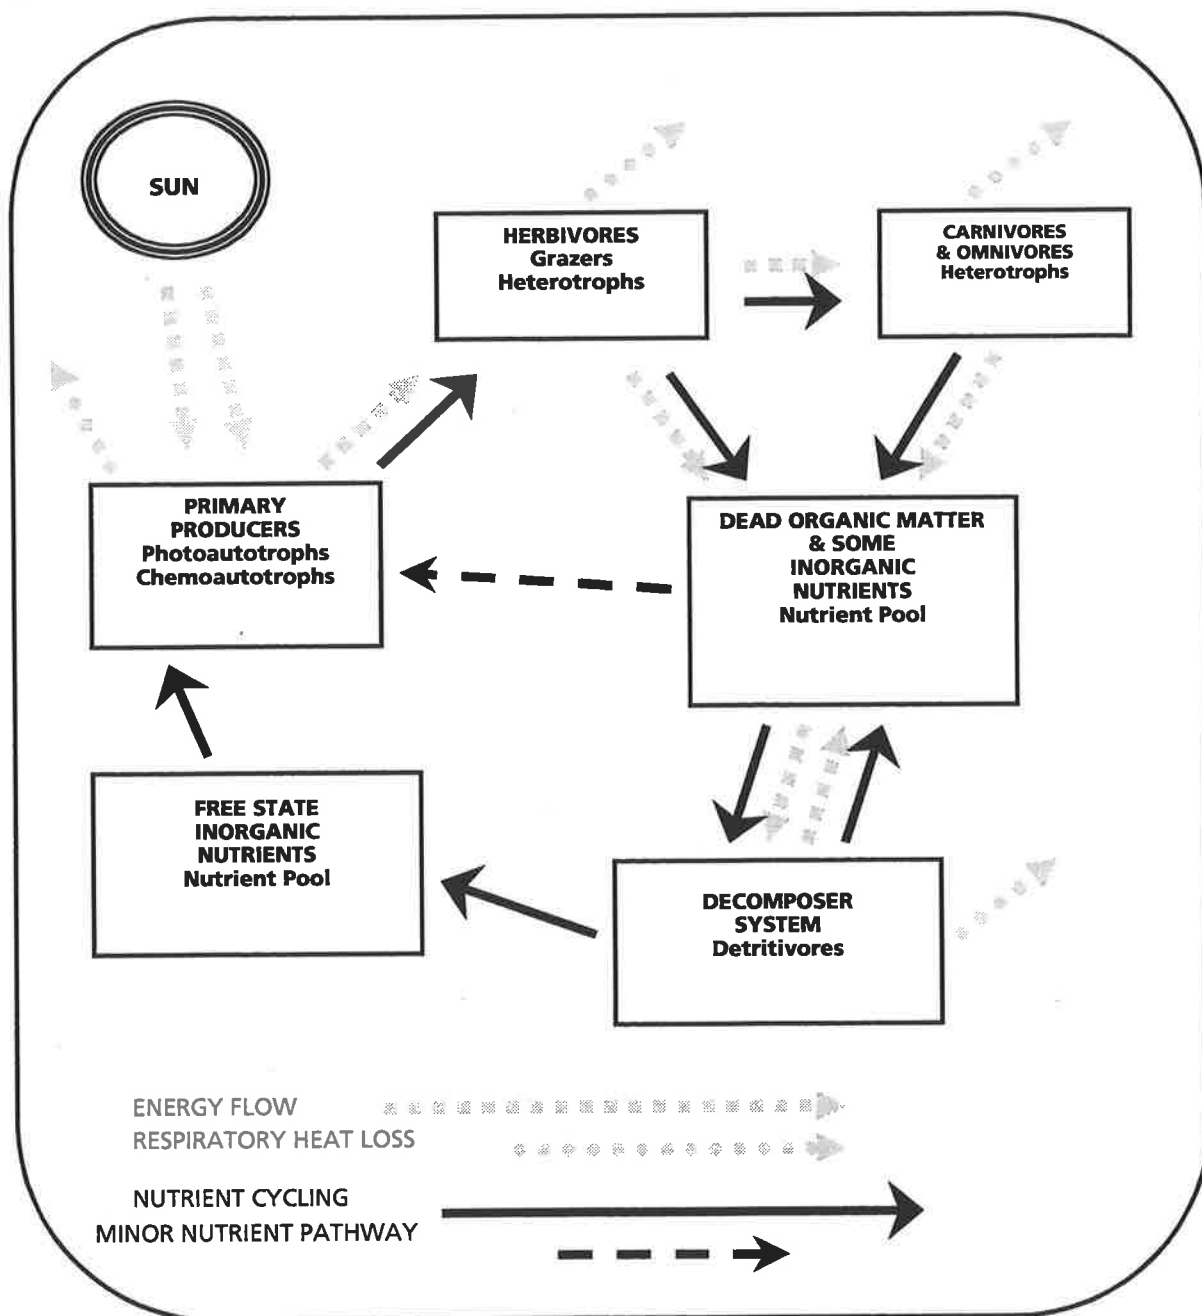 SUN
HERBIVORES
Grazers
Heterotrophs
CARNIVORES
& OMNIVORES
Heterotrophs
PRIMARY
PRODUCERS
Photoautotrophs
Chemoautotrophs
DEAD ORGANIC MATTER
& SOME
INORGANIC
NUTRIENTS
Nutrient Pool
FREE STATE
INORGANIC
NUTRIENTS
Nutrient Pool
DECOMPOSER
SYSTEM
Detritivores
ENERGY FLOW
RESPIRATORY HEAT LOSS
NUTRIENT CYCLING
MINOR NUTRIENT PATHWAY